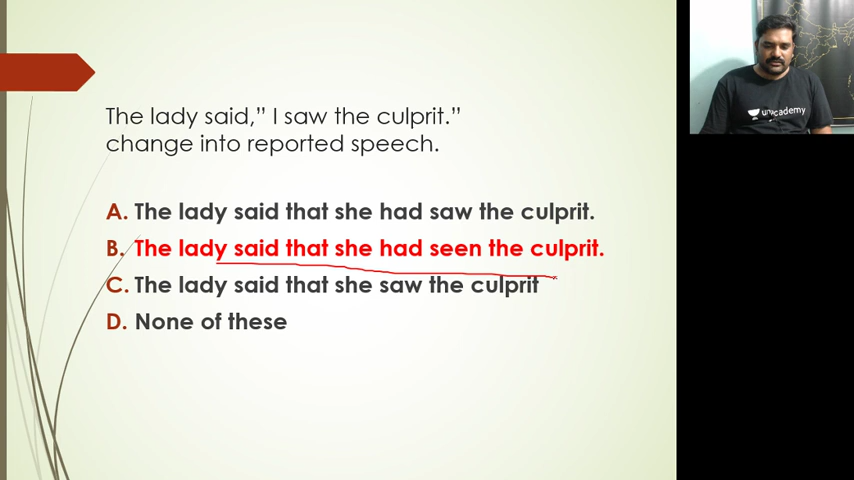 The lady said,” I saw the culprit.”
change into reported speech.
A. The lady said that she had saw the culprit.
B. The lady said that she had seen the culprit.
C. The lady said that she saw the culprit
D. None of these
unacademy